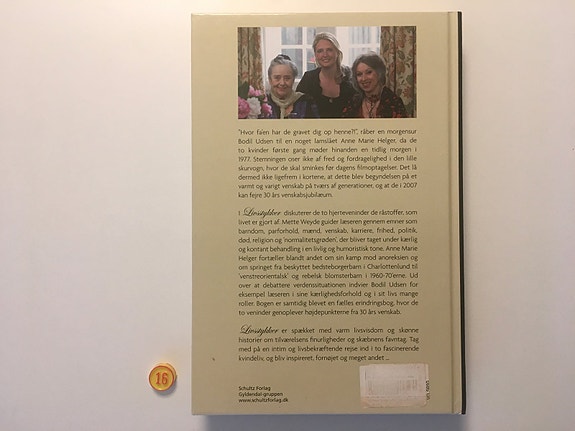 "Hvor fa'en har de gravet dig op henne?!", råber en morgensur
Bodil Udsen til en noget lamslået Anne Marie Helger, da
de to kvinder første gang møder hinanden en tidlig morgen i
1977. Stemningen oser ikke af fred og fordragelighed i den lille
skurvogn, hvor de skal sminkes før dagens filmoptagelser. Det lå
dermed ikke ligefrem i kortene, at dette blev begyndelsen på et
varmt og varigt venskab på tværs af generationer, og at de i 2007
kan fejre 30 års venskabsjubilæum.
I Livsstykker diskuterer de to hjerteveninder de råstoffer, som
livet er gjort af. Mette Weyde guider læseren gennem emner som
barndom, parforhold, mænd, venskab, karriere, frihed, politik,
død, religion og 'normalitetsgrøden', der bliver taget under kærlig
og kontant behandling i en livlig og humoristisk tone. Anne Marie
Helger fortæller blandt andet om sin kamp mod anoreksien og
om springet fra beskyttet bedsteborgerbarn i Charlottenlund til
'venstreorientalsk' og rebelsk blomsterbarn i 1960-70'erne. Ud
over at debattere verdenssituationen indvier Bodil Udsen for
eksempel læseren i sine kærlighedsforhold og i sit livs mange
roller. Bogen er samtidig blevet en fælles erindringsbog, hvor
de to veninder genoplever højdepunkterne fra 30 års venskab.
Livsstykker er spækket med varm livsvisdom og skønne
historier om tilværelsens finurligheder og skæbnens favntag. Tag
med på en intim og livsbekræftende rejse ind i to fascinerende
kvindeliv, og bliv inspireret, fornøjet og meget andet ...
Schultz Forlag
Gyldendal-gruppen
www.schultzforlag.dk
16